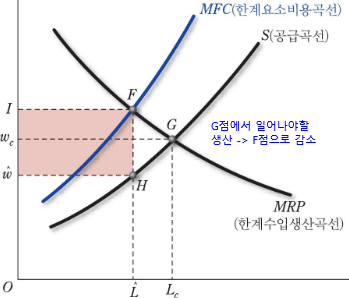 MFC(한계요소비용곡선)
S(공급곡선)
I
F
G점에서 일어나야할
생산 -> F점으로 감소
G
w_c
ŵ
H
MRP
(한계수입생산곡선)
O
L̂
L_c